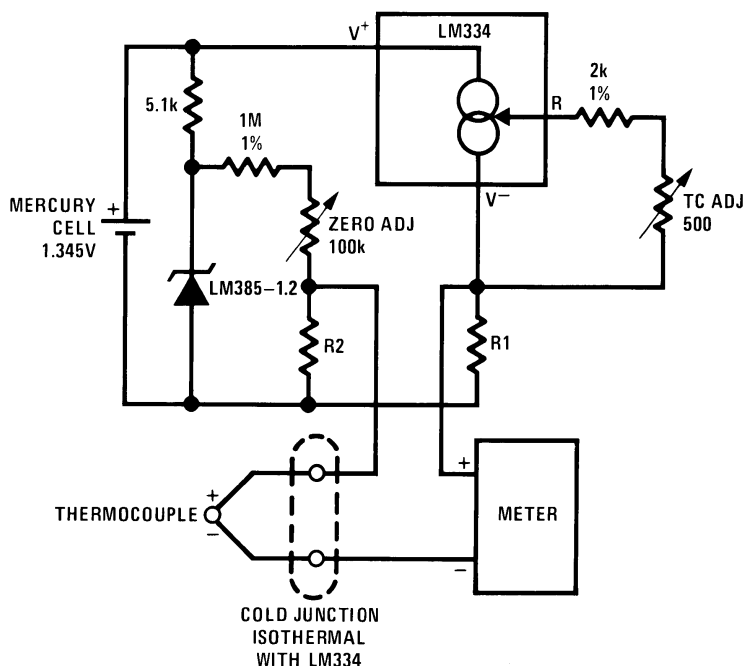 LM334
V+
2k
1%
R
5.1k
1M
1%
V−
TC ADJ
500
MERCURY
CELL
1.345V
+
ZERO ADJ
100k
LM385-1.2
R2
R1
THERMOCOUPLE
+
−
+
METER
−
COLD JUNCTION
ISOTHERMAL
WITH LM334